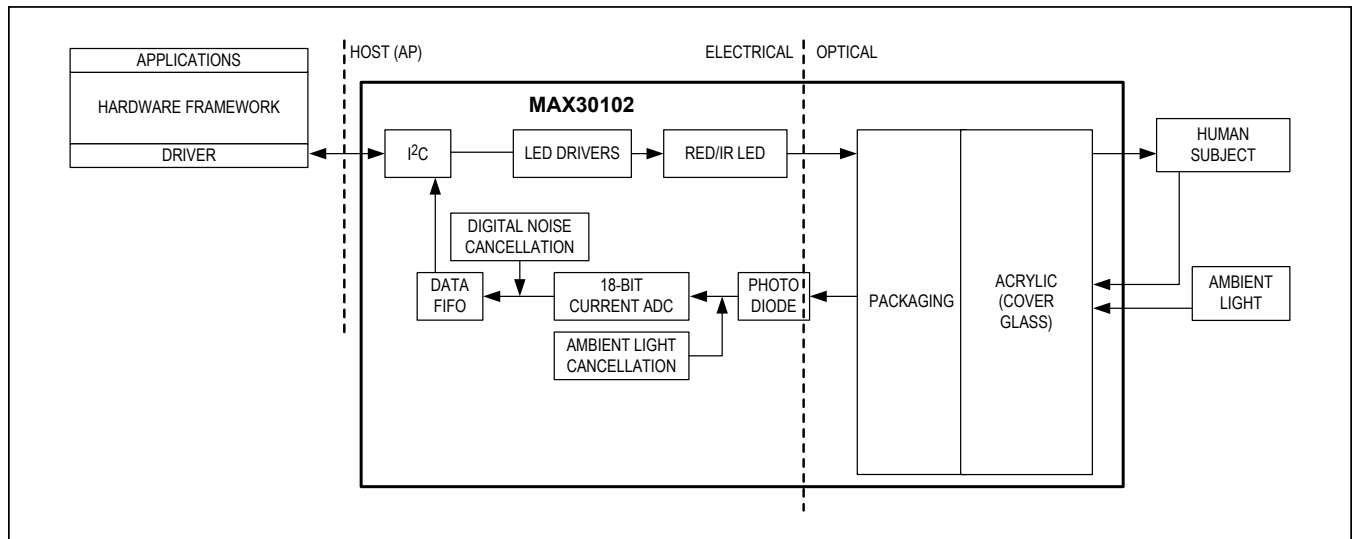 HOST (AP)
ELECTRICAL
OPTICAL
APPLICATIONS
HARDWARE FRAMEWORK
DRIVER
MAX30102
I²C
LED DRIVERS
RED/IR LED
HUMAN
SUBJECT
DIGITAL NOISE
CANCELLATION
DATA
FIFO
18-BIT
CURRENT ADC
PHOTO
DIODE
PACKAGING
ACRYLIC
(COVER
GLASS)
AMBIENT
LIGHT
AMBIENT LIGHT
CANCELLATION